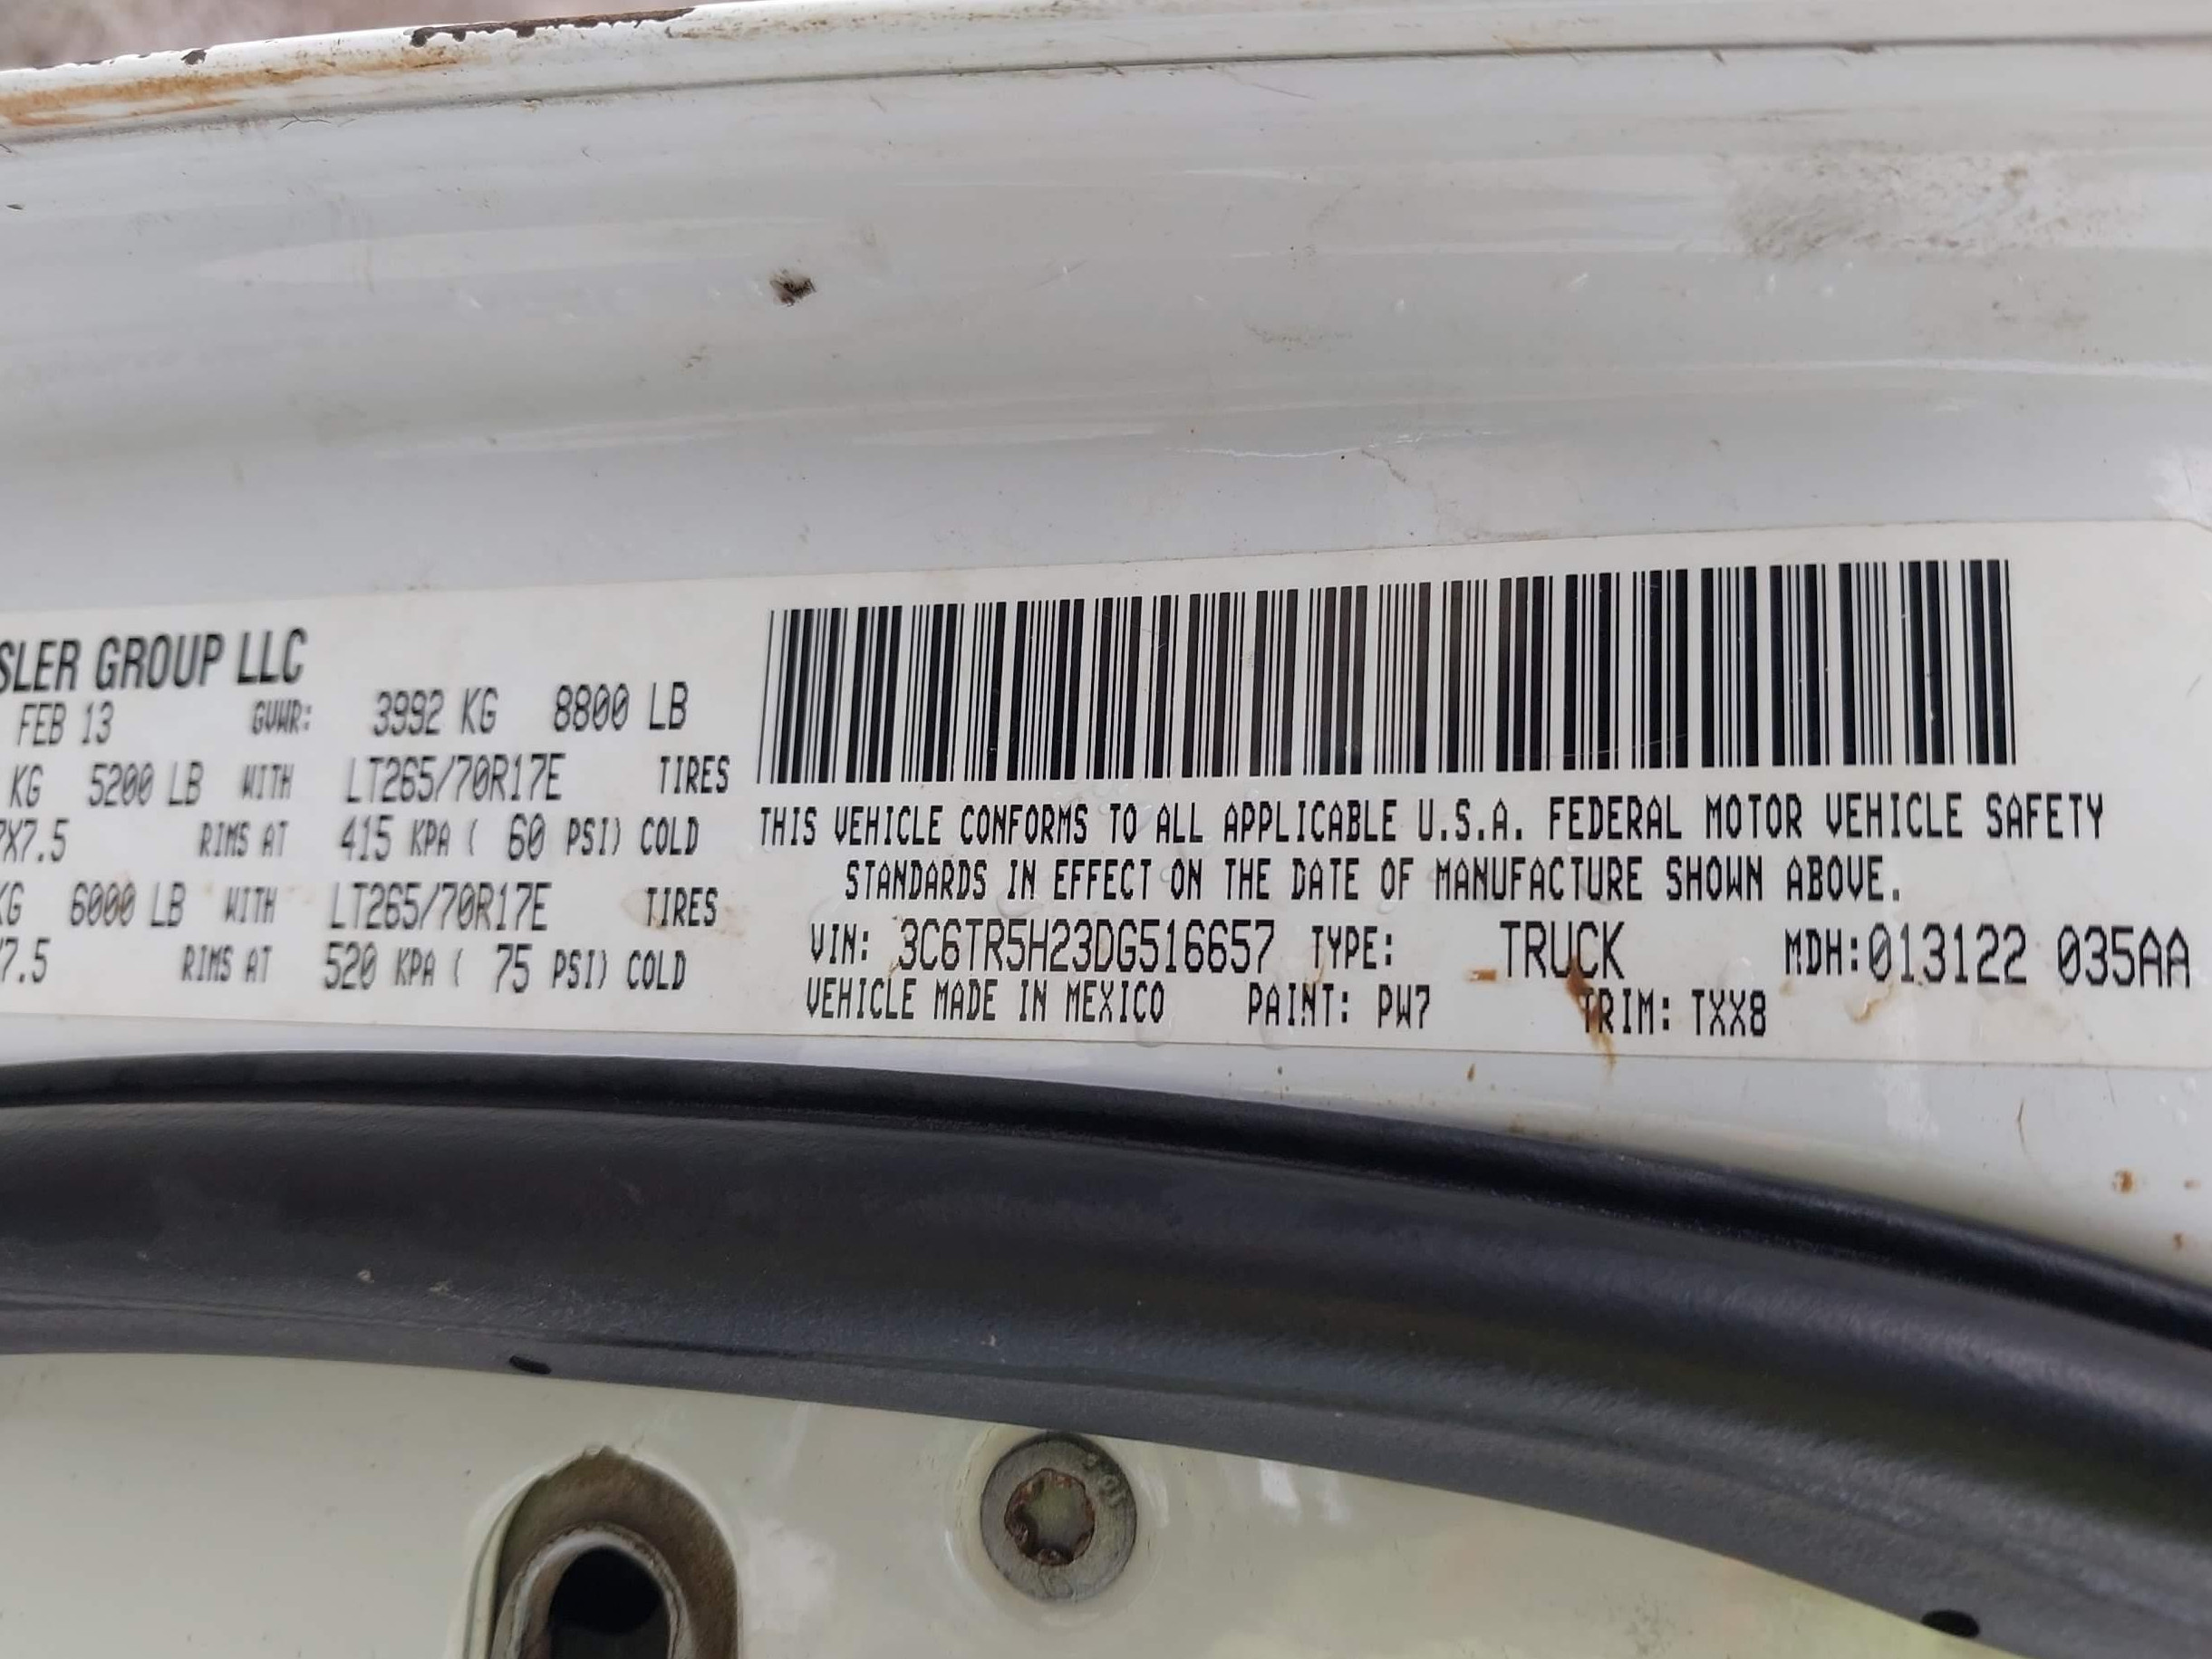 SLER GROUP LLC
FEB 13 GVWR: 3992 KG 8800 LB
KG 5200 LB WITH LT265/70R17E TIRES
7X7.5 RIMS AT 415 KPA ( 60 PSI) COLD
KG 6000 LB WITH LT265/70R17E TIRES
7.5 RIMS AT 520 KPA ( 75 PSI) COLD
THIS VEHICLE CONFORMS TO ALL APPLICABLE U.S.A. FEDERAL MOTOR VEHICLE SAFETY
STANDARDS IN EFFECT ON THE DATE OF MANUFACTURE SHOWN ABOVE.
VIN: 3C6TR5HT23DG516657 TYPE: TRUCK MDH:013122 035AA
VEHICLE MADE IN MEXICO PAINT: PW7 TRIM: TXX8